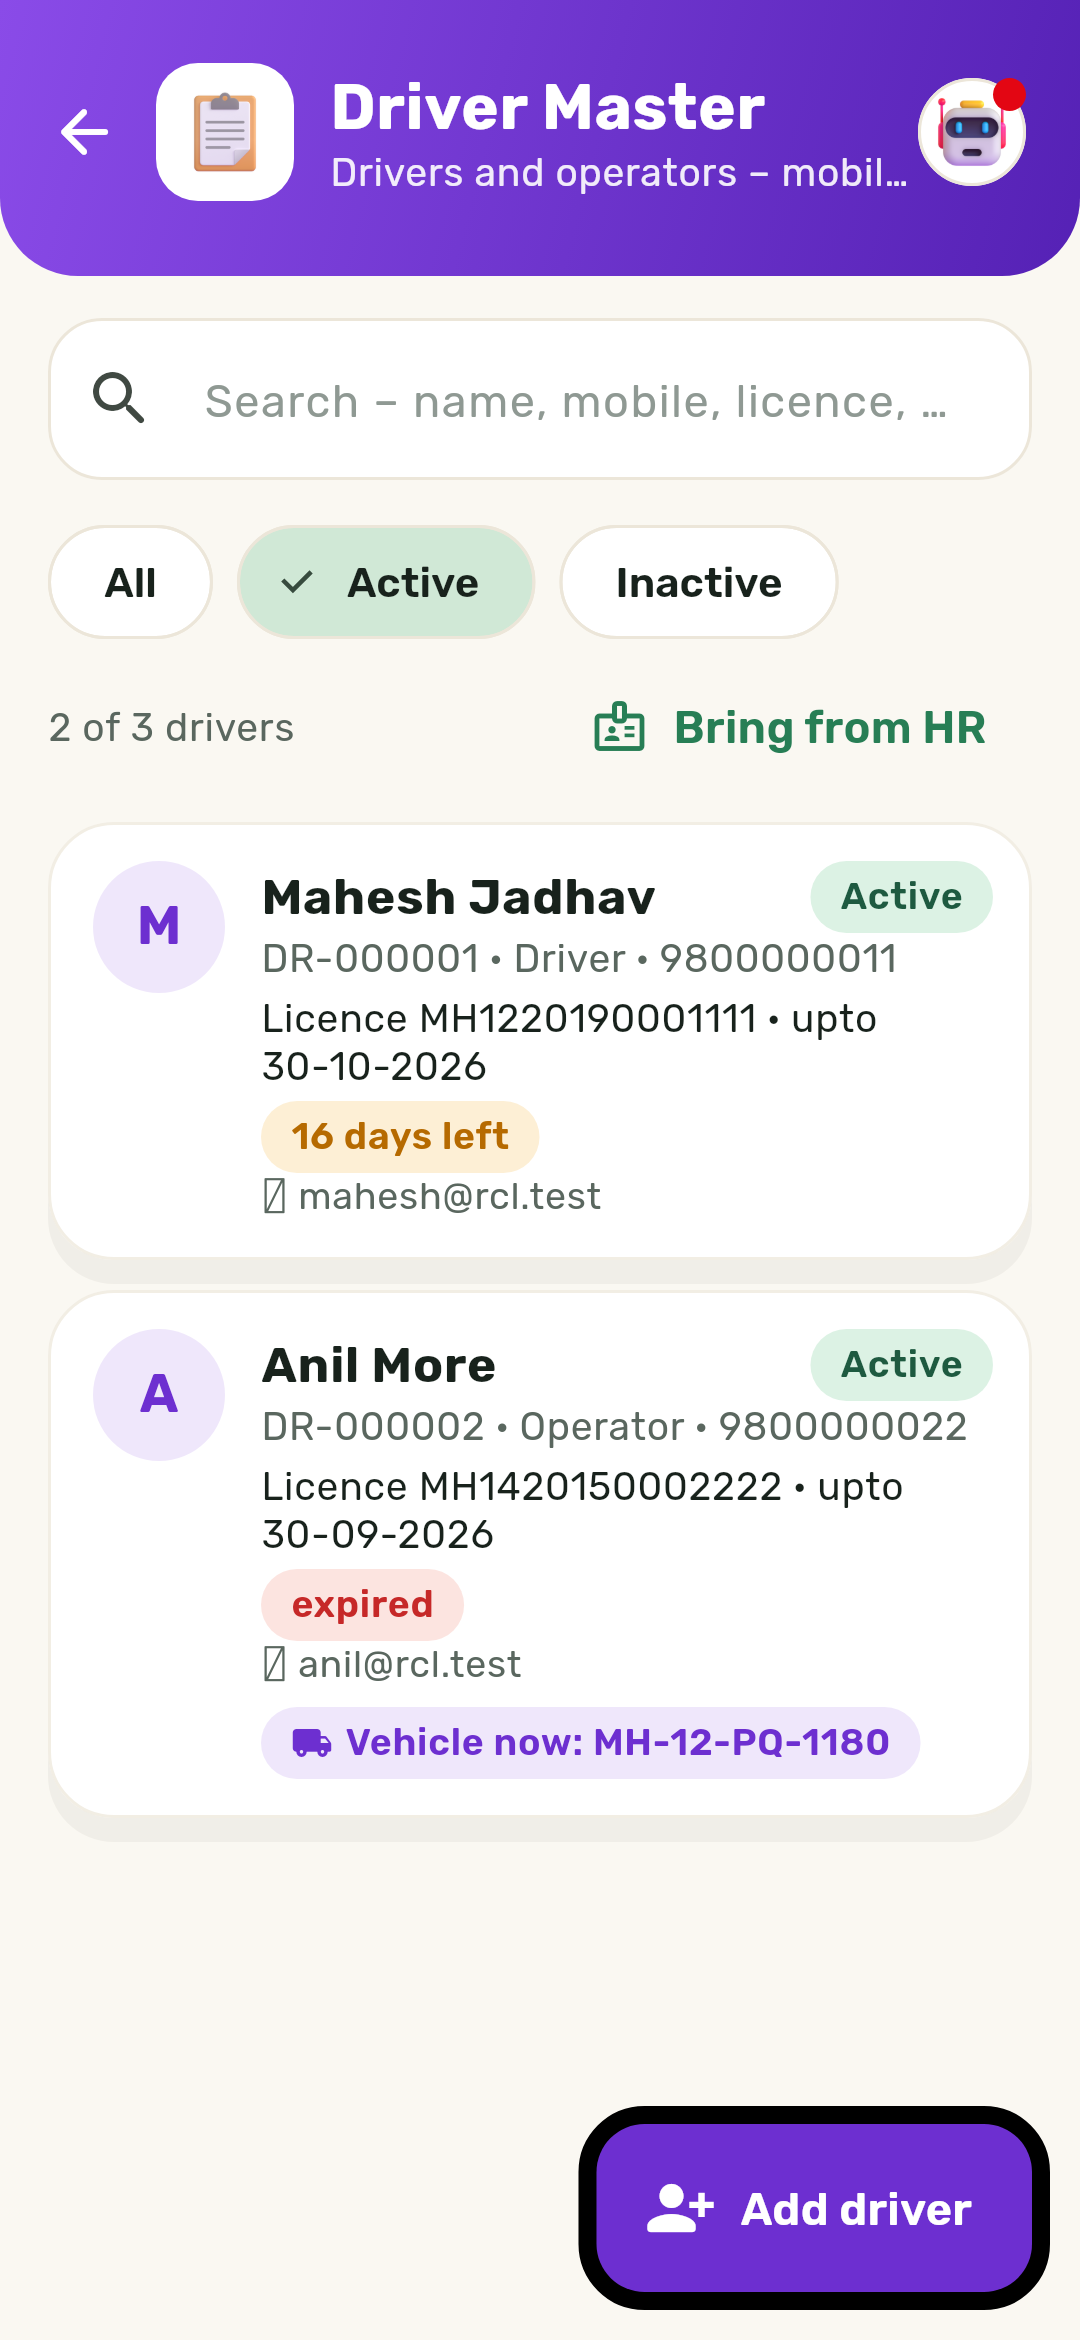 Driver Master
Drivers and operators – mobil…
Search – name, mobile, licence, …
All
Active
Inactive
2 of 3 drivers
Bring from HR
M
Mahesh Jadhav
Active
DR-000001 • Driver • 9800000011
Licence MH1220190001111 • upto
30-10-2026
16 days left
mahesh@rcl.test
A
Anil More
Active
DR-000002 • Operator • 9800000022
Licence MH1420150002222 • upto
30-09-2026
expired
anil@rcl.test
Vehicle now: MH-12-PQ-1180
Add driver